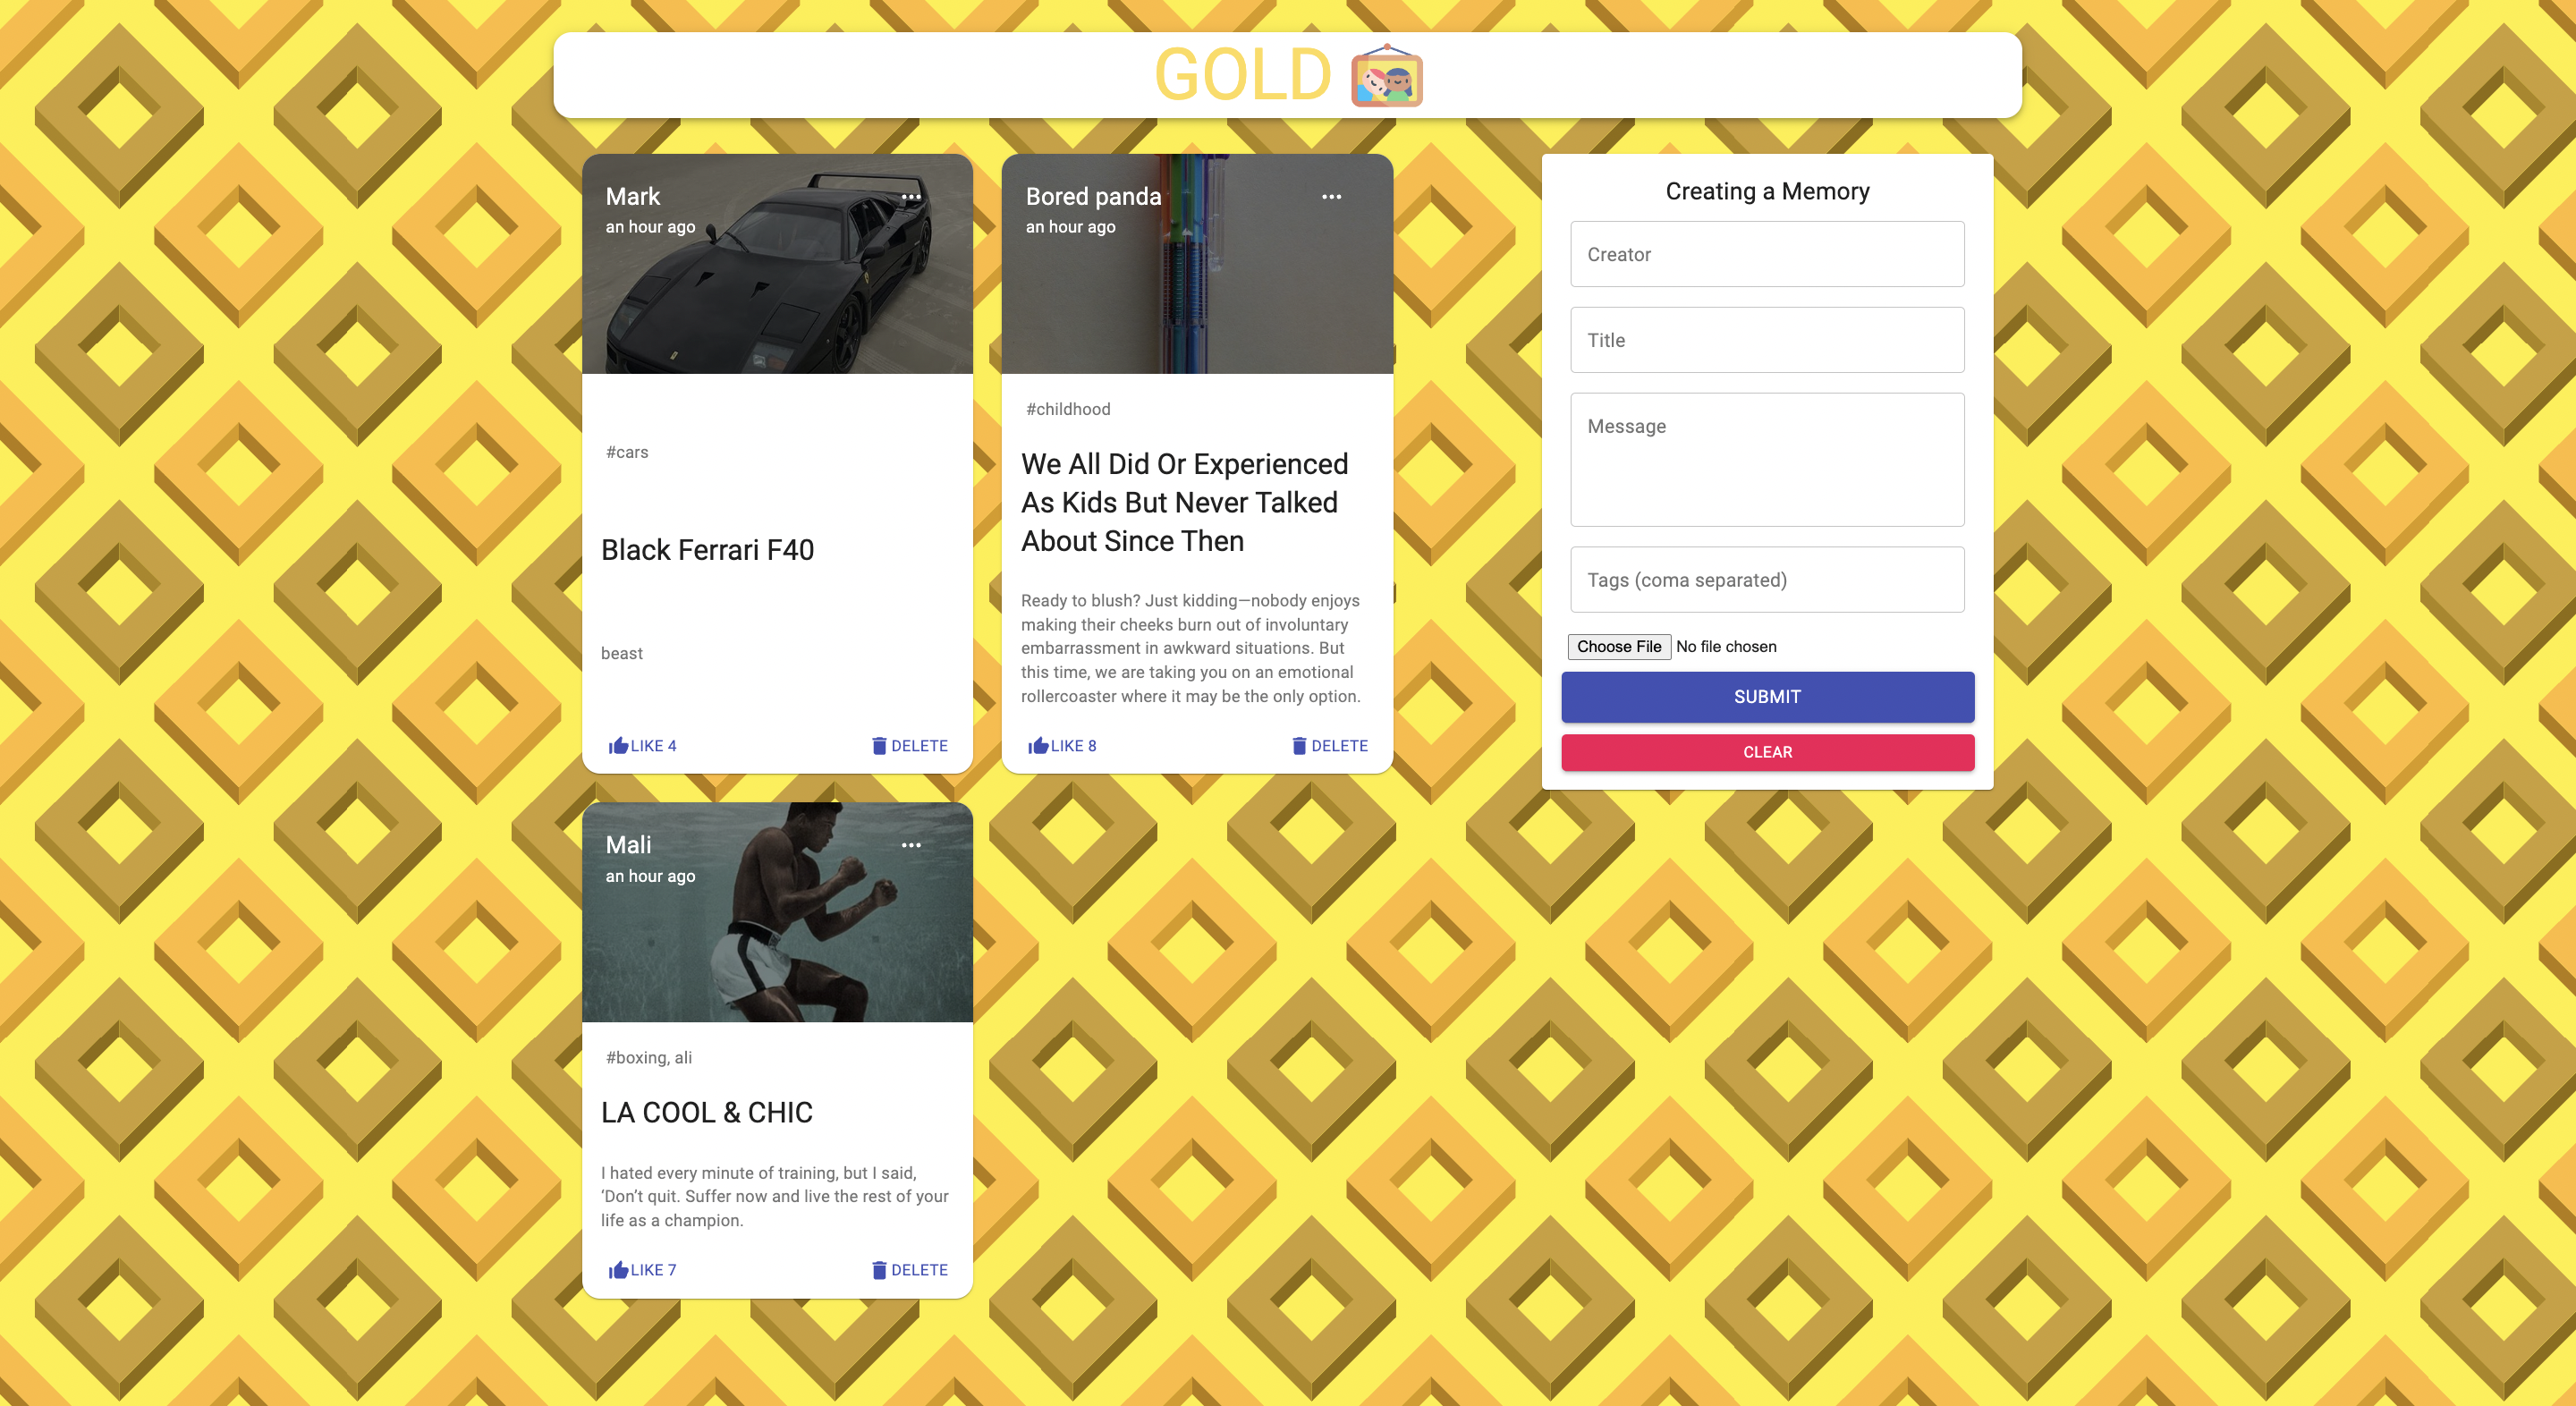 GOLD
Mark
an hour ago
#cars
Black Ferrari F40
beast
LIKE 4
DELETE
Bored panda
an hour ago
#childhood
We All Did Or Experienced
As Kids But Never Talked
About Since Then
Ready to blush? Just kidding—nobody enjoys
making their cheeks burn out of involuntary
embarrassment in awkward situations. But
this time, we are taking you on an emotional
rollercoaster where it may be the only option.
LIKE 8
DELETE
Mali
an hour ago
#boxing, ali
LA COOL & CHIC
I hated every minute of training, but I said,
‘Don’t quit. Suffer now and live the rest of your
life as a champion.
LIKE 7
DELETE
Creating a Memory
Creator
Title
Message
Tags (coma separated)
Choose File No file chosen
SUBMIT
CLEAR